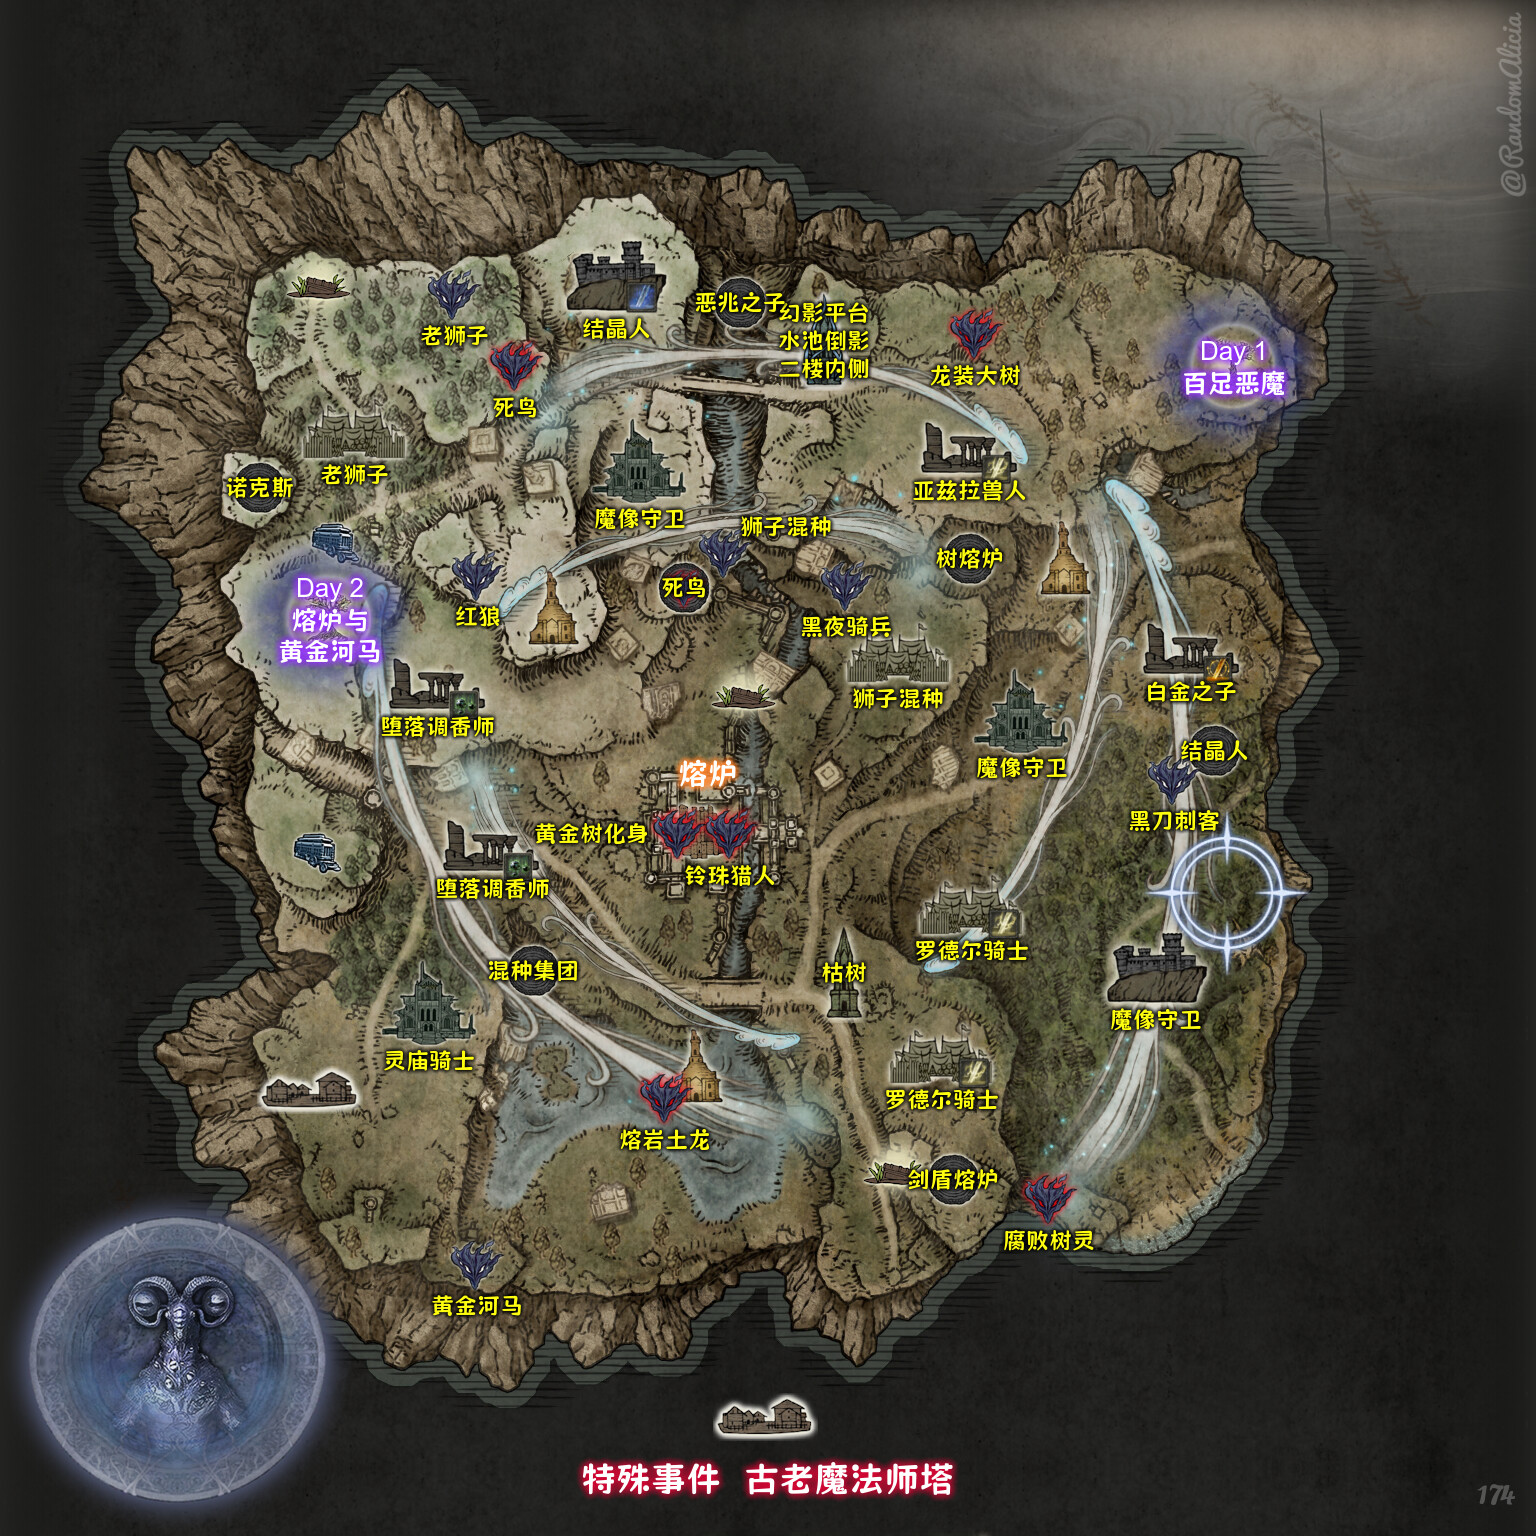 @RandomAlicia
恶兆之子
幻影平台
水池倒影
二楼内侧
结晶人
老狮子
龙装大树
Day 1
百足恶魔
死鸟
老狮子
诺克斯
魔像守卫
亚兹拉兽人
狮子混种
树熔炉
死鸟
Day 2
熔炉与
黄金河马
红狼
黑夜骑兵
狮子混种
白金之子
堕落调香师
结晶人
魔像守卫
熔炉
黑刀刺客
黄金树化身
铃珠猎人
堕落调香师
罗德尔骑士
混种集团
枯树
魔像守卫
灵庙骑士
罗德尔骑士
熔岩土龙
剑盾熔炉
腐败树灵
黄金河马
特殊事件 古老魔法师塔
174